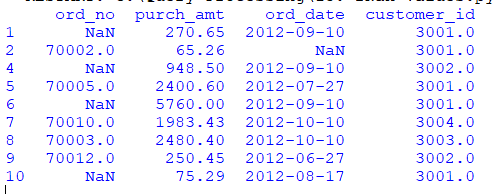 ord_no purch_amt ord_date customer_id
1 NaN 270.65 2012-09-10 3001.0
2 70002.0 65.26 NaN 3001.0
4 NaN 948.50 2012-09-10 3002.0
5 70005.0 2400.60 2012-07-27 3001.0
6 NaN 5760.00 2012-09-10 3001.0
7 70010.0 1983.43 2012-10-10 3004.0
8 70003.0 2480.40 2012-10-10 3003.0
9 70012.0 250.45 2012-06-27 3002.0
10 NaN 75.29 2012-08-17 3001.0